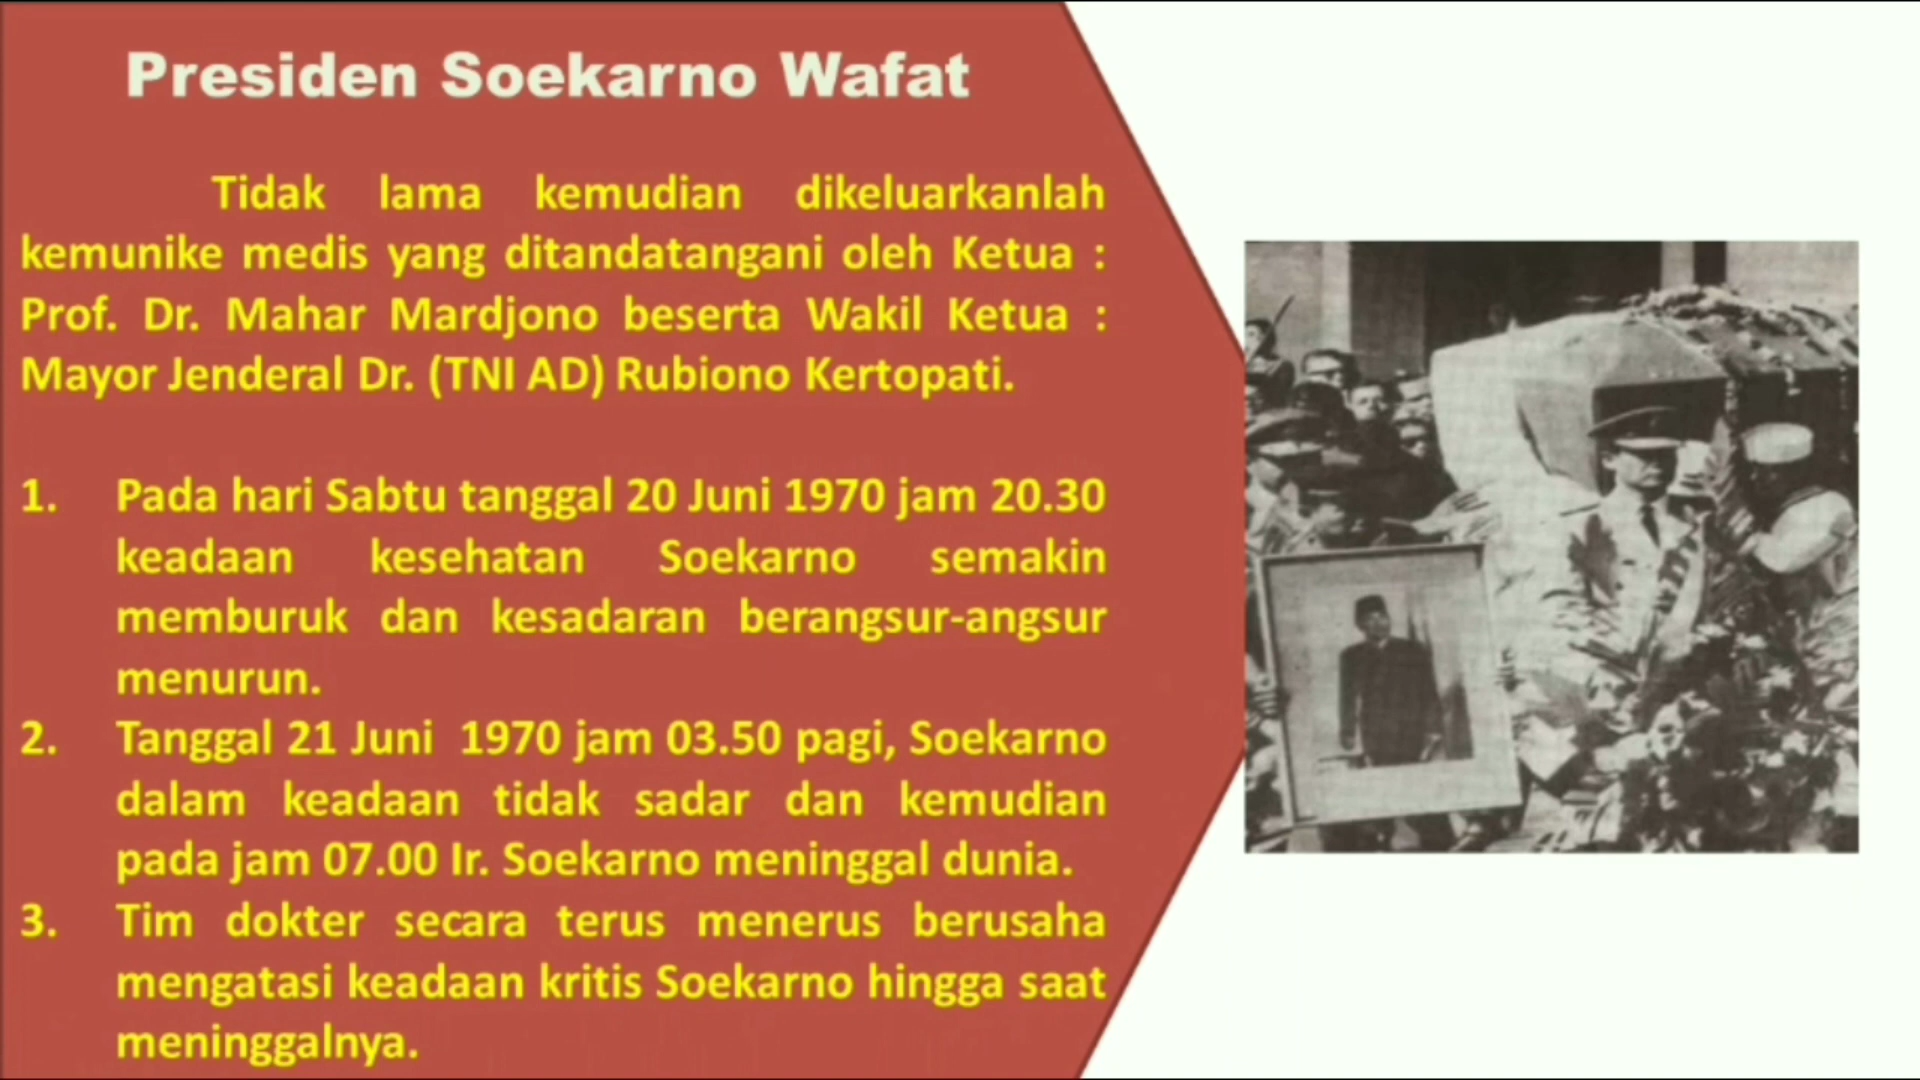 Presiden Soekarno Wafat
Tidak lama kemudian dikeluarkanlah
kemunike medis yang ditandatangani oleh Ketua :
Prof. Dr. Mahar Mardjono beserta Wakil Ketua :
Mayor Jenderal Dr. (TNI AD) Rubiono Kertopati.
1. Pada hari Sabtu tanggal 20 Juni 1970 jam 20.30
keadaan kesehatan Soekarno semakin
memburuk dan kesadaran berangsur-angsur
menurun.
2. Tanggal 21 Juni 1970 jam 03.50 pagi, Soekarno
dalam keadaan tidak sadar dan kemudian
pada jam 07.00 Ir. Soekarno meninggal dunia.
3. Tim dokter secara terus menerus berusaha
mengatasi keadaan kritis Soekarno hingga saat
meninggalnya.